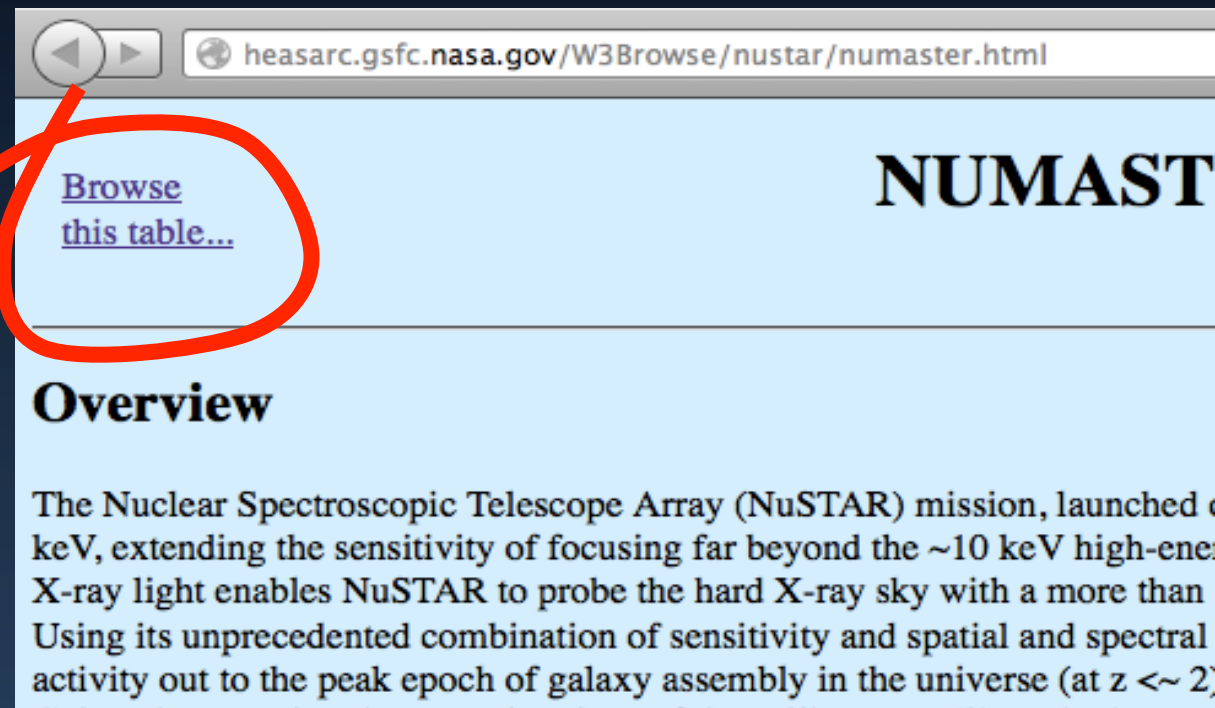 heasarc.gsfc.nasa.gov/W3Browse/nustar/numaster.html
Browse
this table...
NUMAST
Overview
The Nuclear Spectroscopic Telescope Array (NuSTAR) mission, launched
keV, extending the sensitivity of focusing far beyond the ~10 keV high-ener
X-ray light enables NuSTAR to probe the hard X-ray sky with a more than
Using its unprecedented combination of sensitivity and spatial and spectral
activity out to the peak epoch of galaxy assembly in the universe (at z <~ 2)